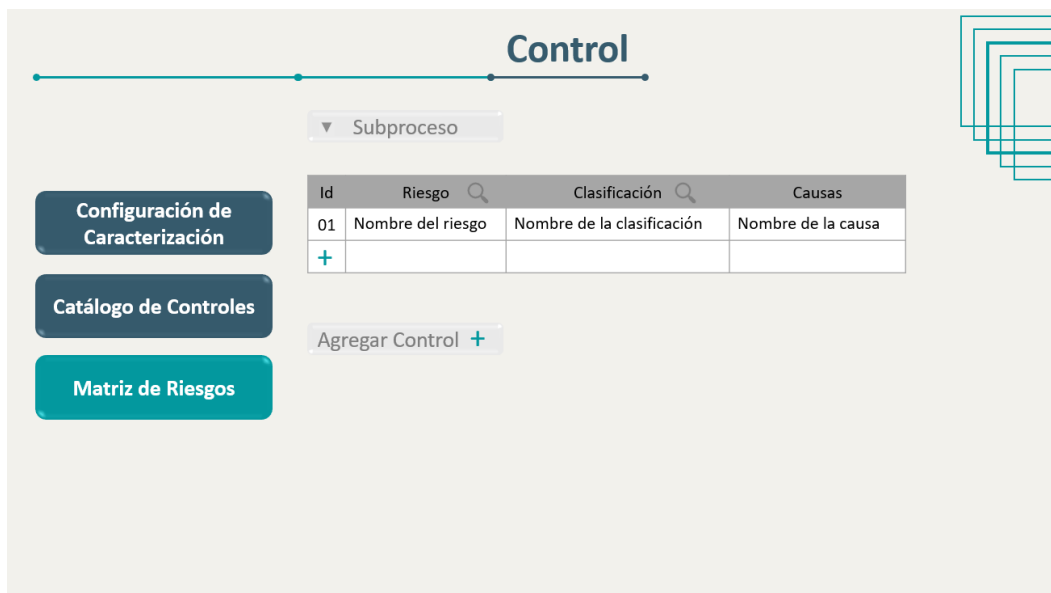 Control
▼ Subproceso
Configuración de
Caracterización
Catálogo de Controles
Matriz de Riesgos
Id Riesgo Clasificación Causas
01 Nombre del riesgo Nombre de la clasificación Nombre de la causa
+
Agregar Control +